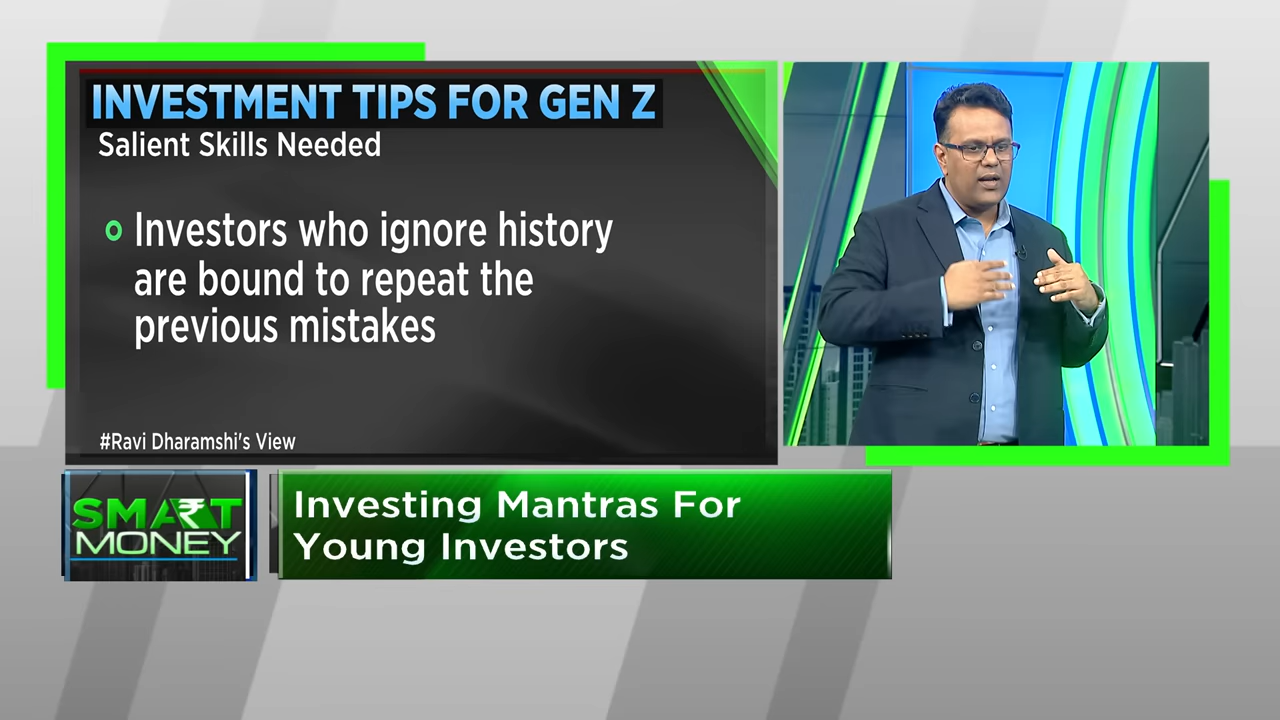 INVESTMENT TIPS FOR GEN Z
Salient Skills Needed
Investors who ignore history
are bound to repeat the
previous mistakes
#Ravi Dharamshi's View
SMART
MONEY
Investing Mantras For
Young Investors